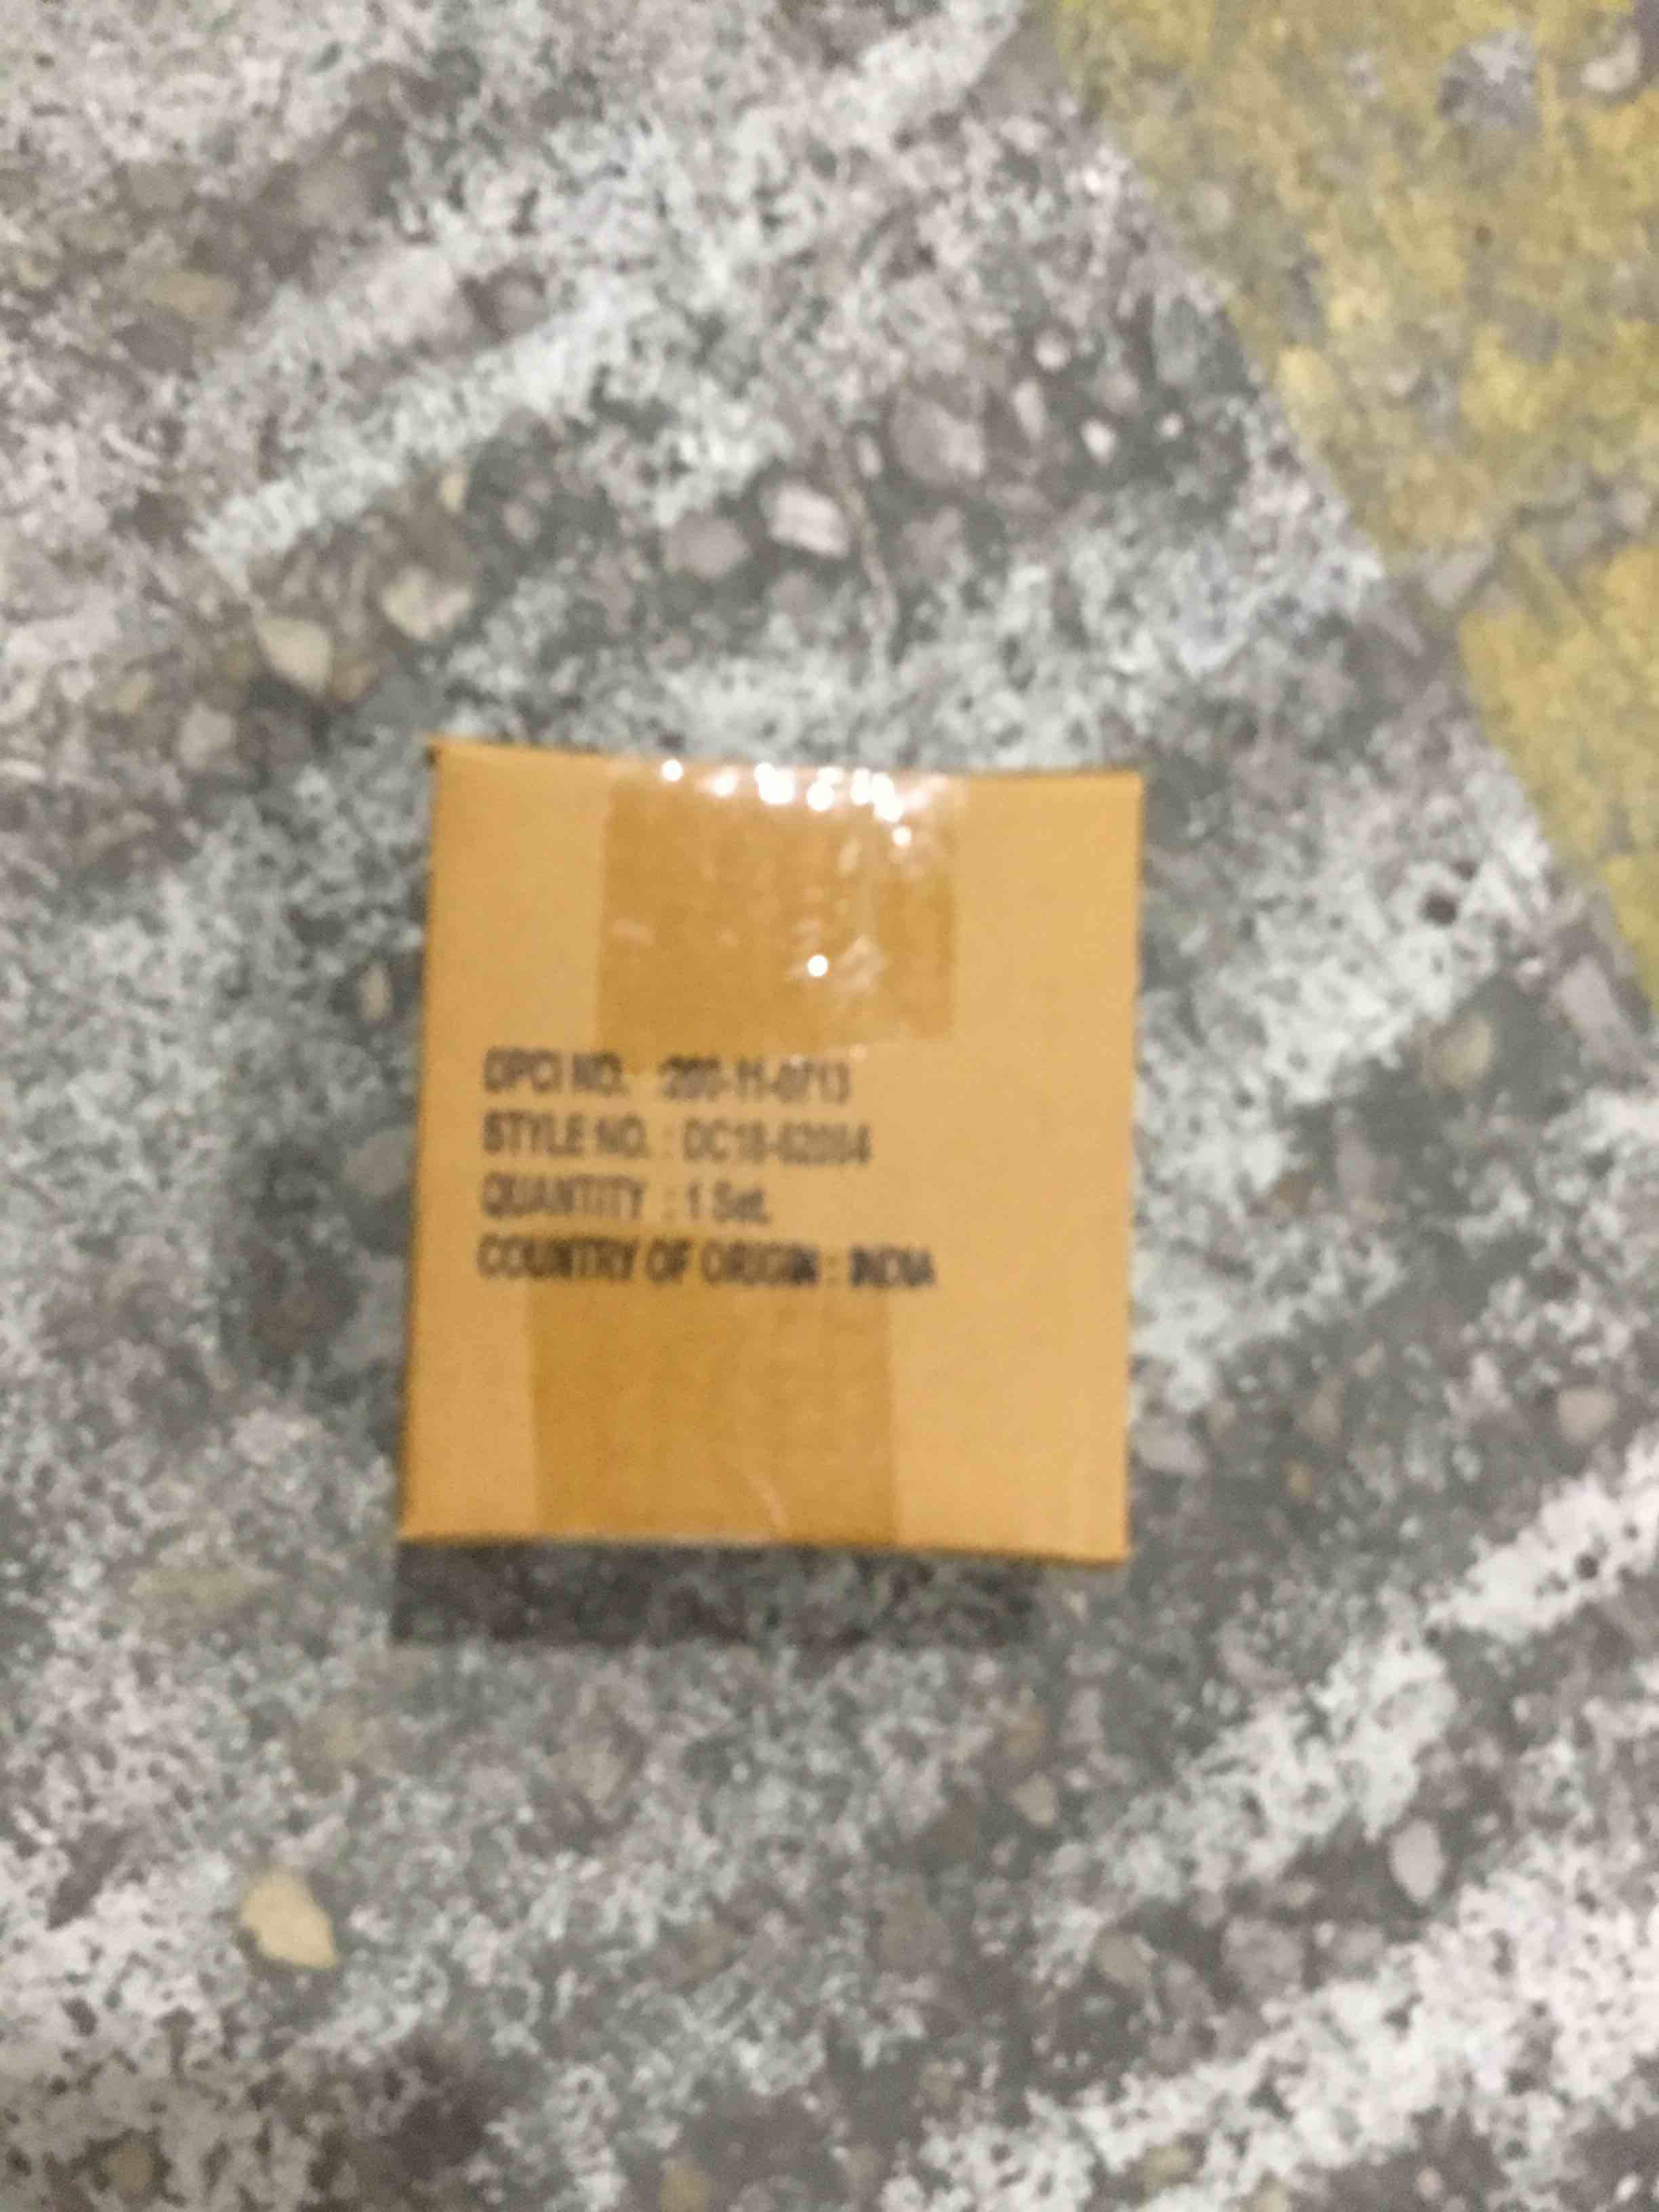 DPCI NO. :
STYLE NO. :
QUANTITY : 1 Set.
COUNTRY OF ORIGIN : INDIA